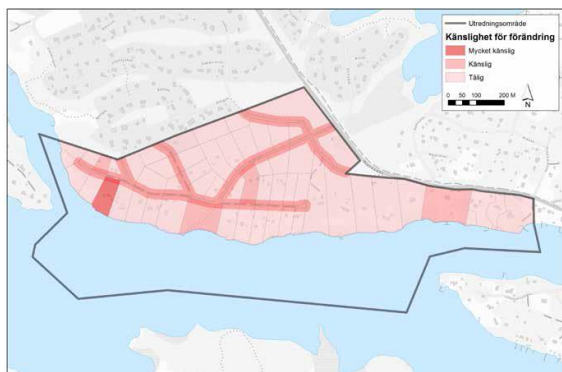 Utredningsområde
Känslighet för förändring
Mycket känslig
Känslig
Tålig
0 50 100 200 M
N